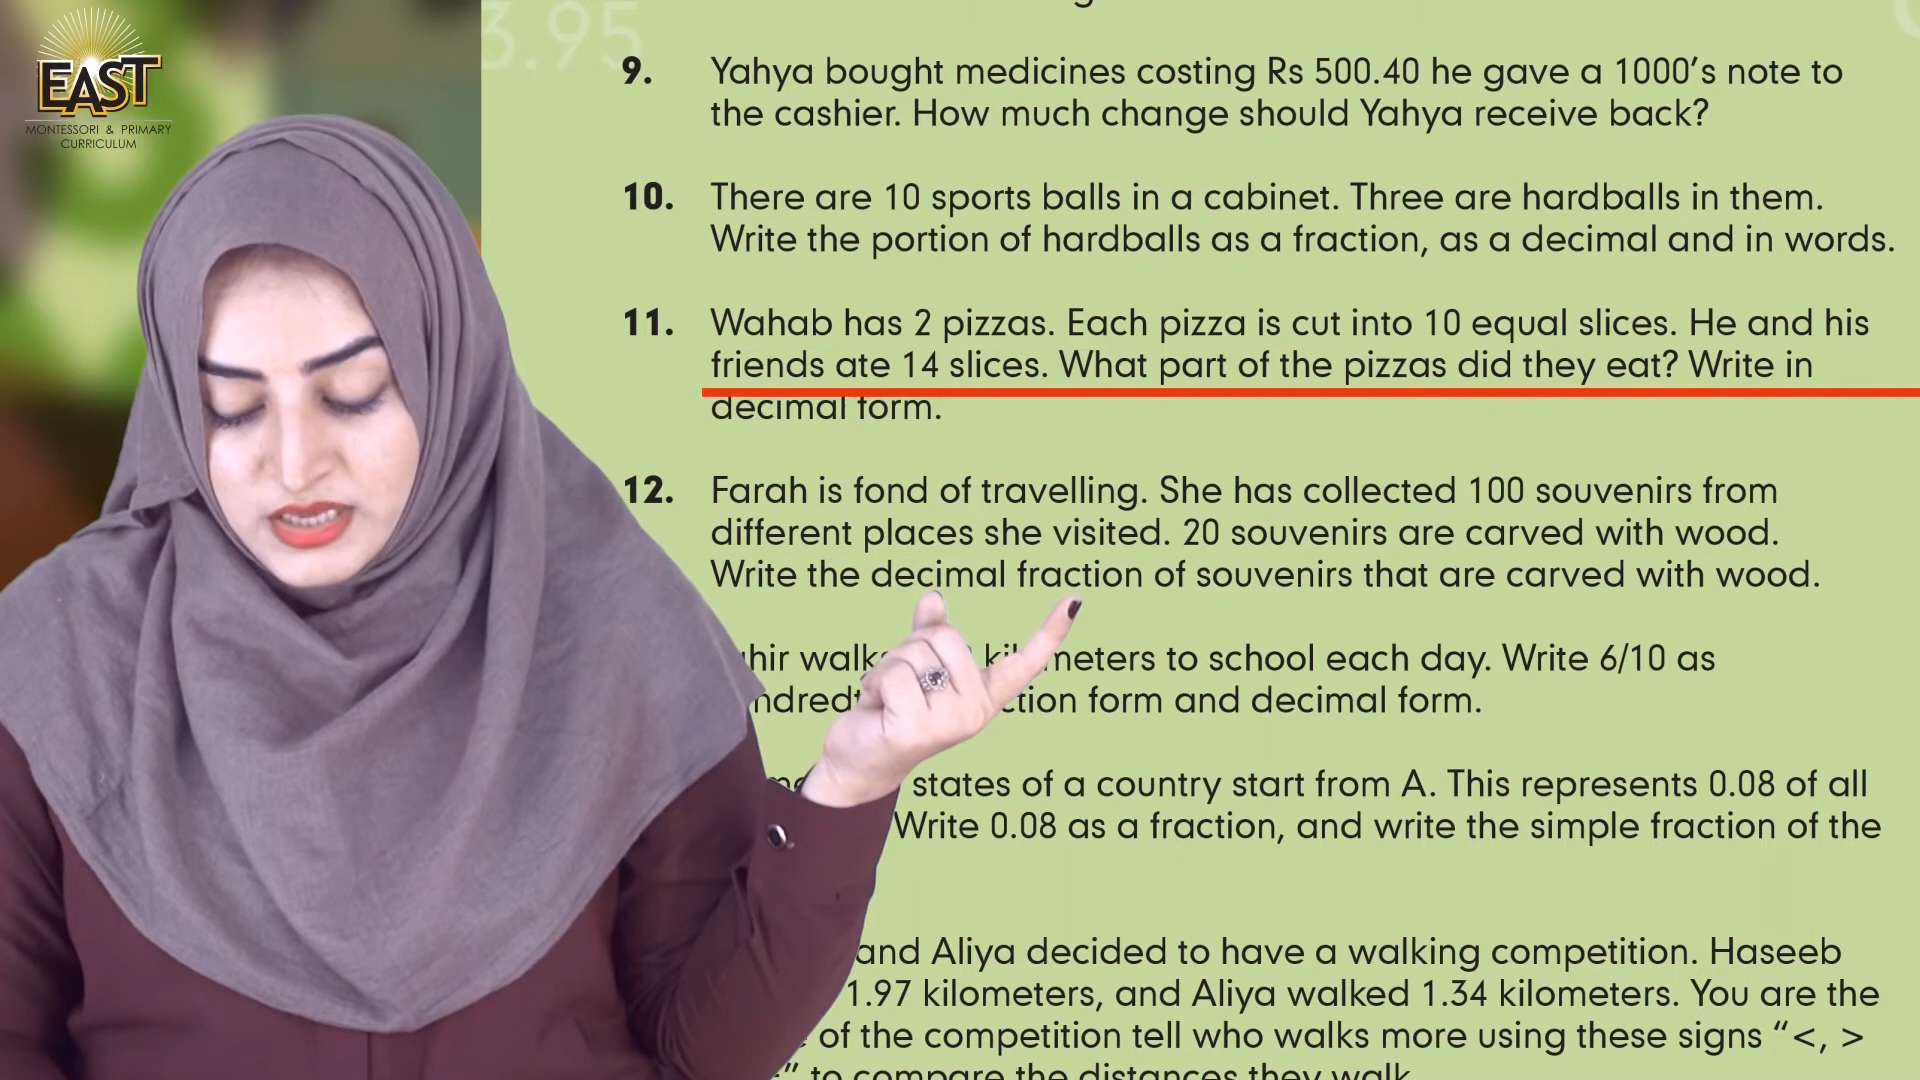 EAST
MONTESSORI & PRIMARY
CURRICULUM
3.95
9. Yahya bought medicines costing Rs 500.40 he gave a 1000's note to
the cashier. How much change should Yahya receive back?
10. There are 10 sports balls in a cabinet. Three are hardballs in them.
Write the portion of hardballs as a fraction, as a decimal and in words.
11. Wahab has 2 pizzas. Each pizza is cut into 10 equal slices. He and his
friends ate 14 slices. What part of the pizzas did they eat? Write in
decimal form.
12. Farah is fond of travelling. She has collected 100 souvenirs from
different places she visited. 20 souvenirs are carved with wood.
Write the decimal fraction of souvenirs that are carved with wood.
to school each day. Write 6/10 as
form and decimal form.
states of a country start from A. This represents 0.08 of all
Write 0.08 as a fraction, and write the simple fraction of the
and Aliya decided to have a walking competition. Haseeb
1.97 kilometers, and Aliya walked 1.34 kilometers. You are the
of the competition tell who walks more using these signs “<, >
” to compare the distances they walk